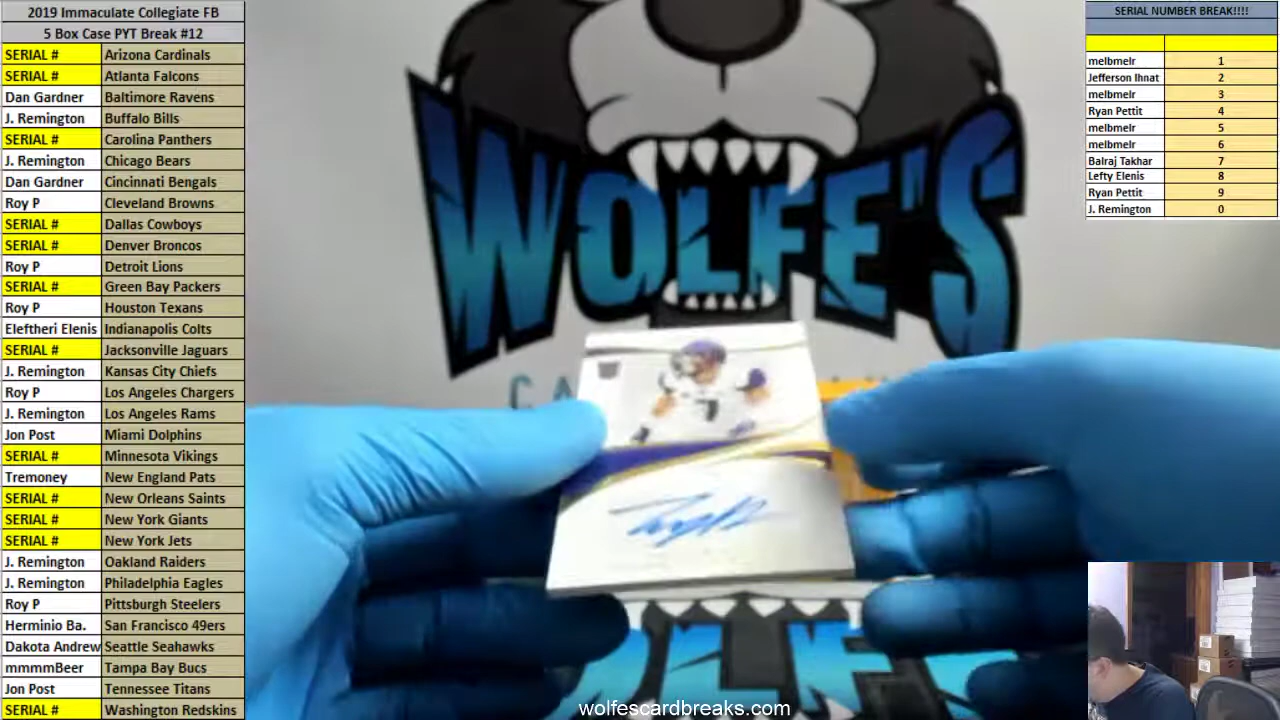 2019 Immaculate Collegiate FB
5 Box Case PYT Break #12
SERIAL # Arizona Cardinals
SERIAL # Atlanta Falcons
Dan Gardner Baltimore Ravens
J. Remington Buffalo Bills
SERIAL # Carolina Panthers
J. Remington Chicago Bears
Dan Gardner Cincinnati Bengals
Roy P Cleveland Browns
SERIAL # Dallas Cowboys
SERIAL # Denver Broncos
Roy P Detroit Lions
SERIAL # Green Bay Packers
Roy P Houston Texans
Eleftheri Elenis Indianapolis Colts
SERIAL # Jacksonville Jaguars
J. Remington Kansas City Chiefs
Roy P Los Angeles Chargers
J. Remington Los Angeles Rams
Jon Post Miami Dolphins
SERIAL # Minnesota Vikings
Tremoney New England Pats
SERIAL # New Orleans Saints
SERIAL # New York Giants
SERIAL # New York Jets
J. Remington Oakland Raiders
J. Remington Philadelphia Eagles
Roy P Pittsburgh Steelers
Herminio Ba. San Francisco 49ers
Dakota Andrew Seattle Seahawks
mmmmBeer Tampa Bay Bucs
Jon Post Tennessee Titans
SERIAL # Washington Redskins
WOLFE'S
7
wolfescardbreaks.com
SERIAL NUMBER BREAK!!!!
melbmelr 1
Jefferson Ihnat 2
melbmelr 3
Ryan Pettit 4
melbmelr 5
melbmelr 6
Balraj Takhar 7
Lefty Elenis 8
Ryan Pettit 9
J. Remington 0